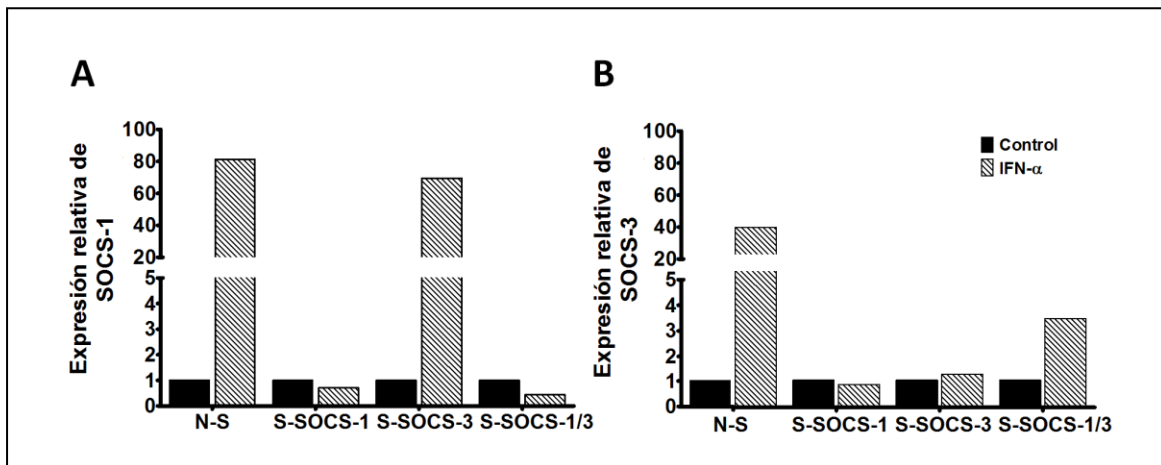 A
Expresión relativa de
SOCS-1
100
80
60
40
20
5
4
3
2
1
0
N-S
S-SOCS-1
S-SOCS-3
S-SOCS-1/3
B
Expresión relativa de
SOCS-3
100
80
60
40
20
5
4
3
2
1
0
N-S
S-SOCS-1
S-SOCS-3
S-SOCS-1/3
Control
IFN-α